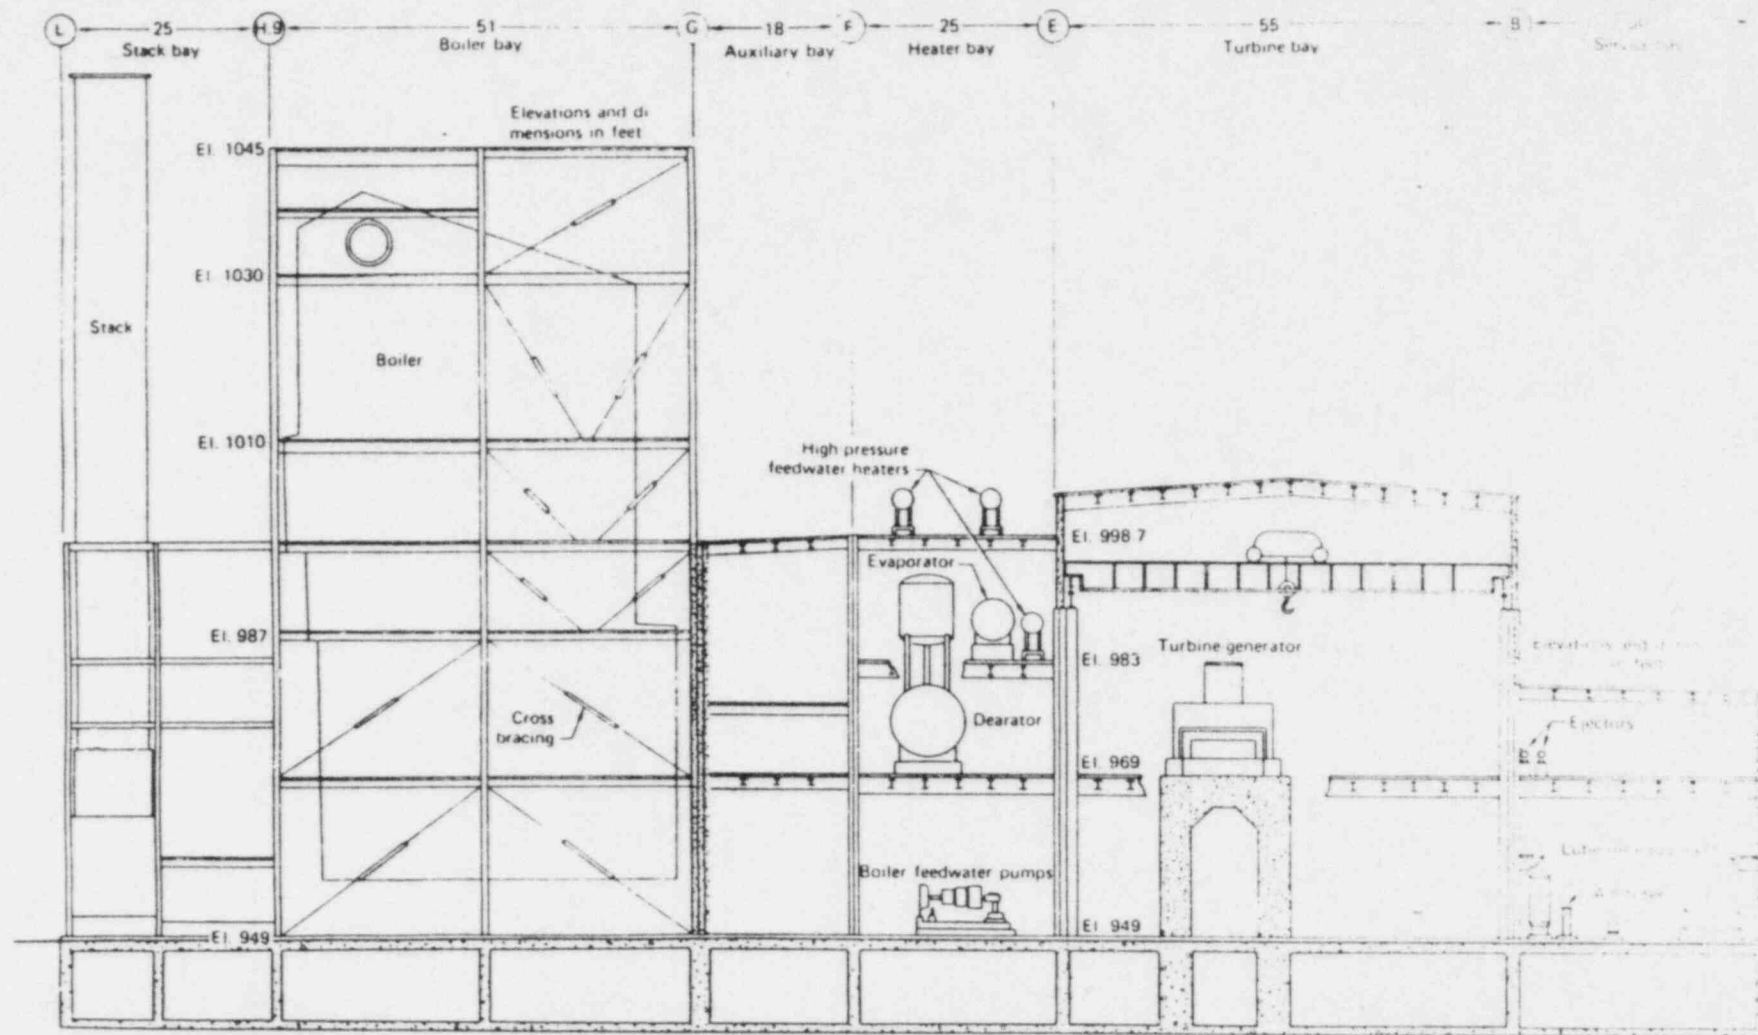 L 25 H.9 51 G 18 F 25 E 55 B
Stack bay Boiler bay Auxiliary bay Heater bay Turbine bay
Elevations and di
mensions in feet
El. 1045
El. 1030
Stack
Boiler
El. 1010
High pressure
feedwater heaters
El. 998 7
Evaporator
El. 987
Turbine generator
El. 983
Cross
bracing
Dearator
Ejectors
El. 969
Boiler feedwater pumps
El. 949
El. 949